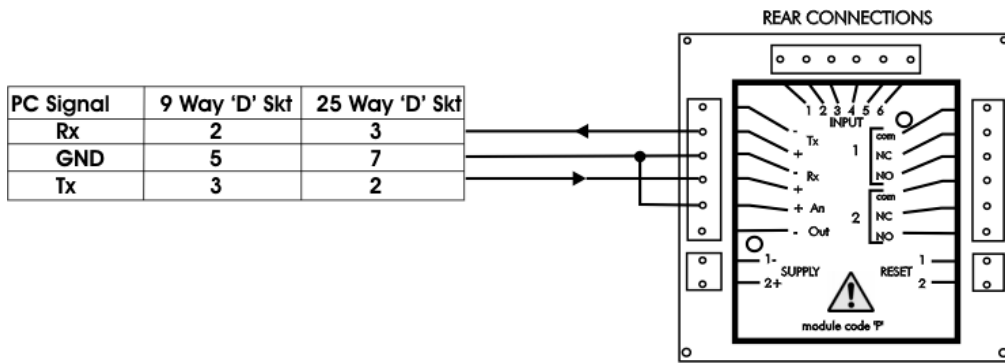 REAR CONNECTIONS
PC Signal 9 Way ‘D’ Skt 25 Way ‘D’ Skt
Rx 2 3
GND 5 7
Tx 3 2
1 2 3 4 5 6
INPUT
- Tx
+
- Rx
+
+ An
- Out
1 com
NC
NO
2 com
NC
NO
1- SUPPLY
2+
RESET 1
2
module code 'P'